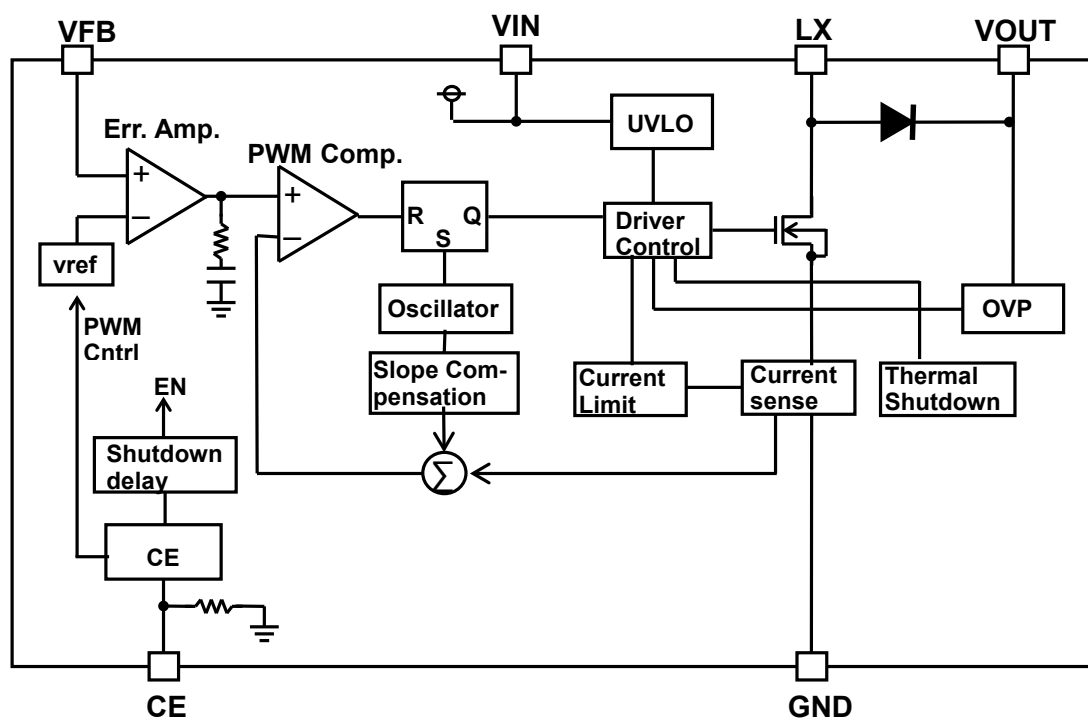 VFB
VIN
LX
VOUT
UVLO
Err. Amp.
PWM Comp.
+
−
+
−
R
Q
S
Driver
Control
vref
Oscillator
OVP
PWM
Cntrl
Slope Com-
pensation
Current
Limit
Current
sense
Thermal
Shutdown
EN
Shutdown
delay
Σ
CE
CE
GND